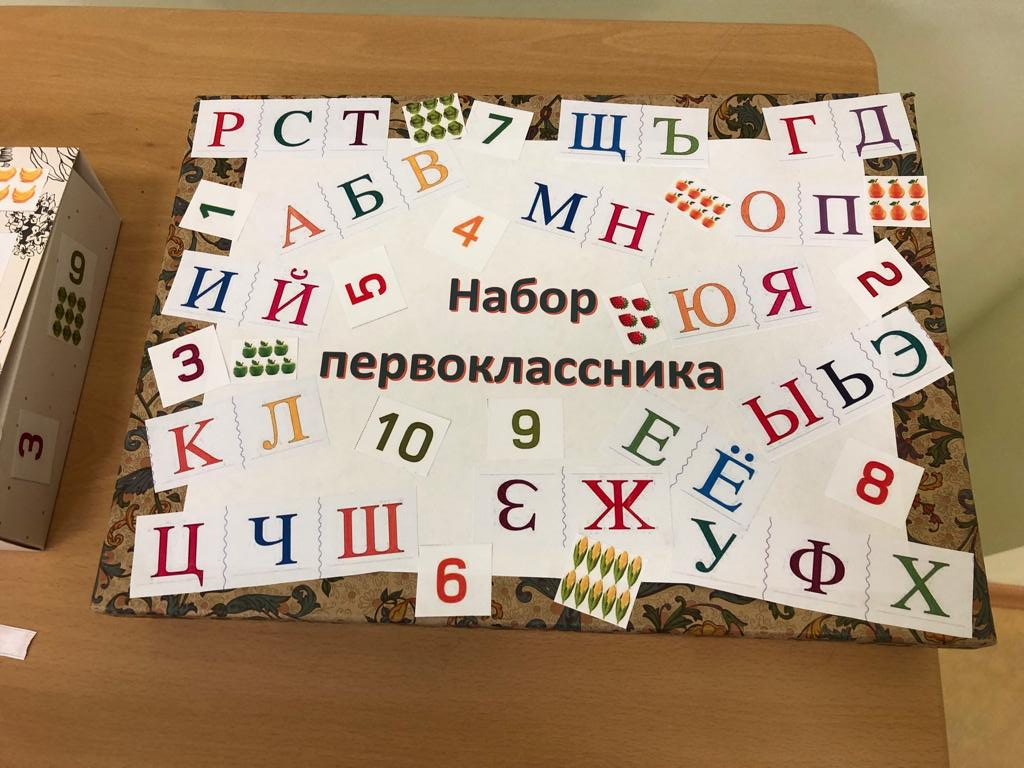 Р С Т
7
Щ Ъ
Г Д
А Б В
1
4
М Н
О П
И Й
5
Набор
Ю Я
2
3
первоклассника
Ы Ь Э
К Л
10
9
Е Ё
8
Ц Ч Ш
З Ж
У Ф Х
6
9
3